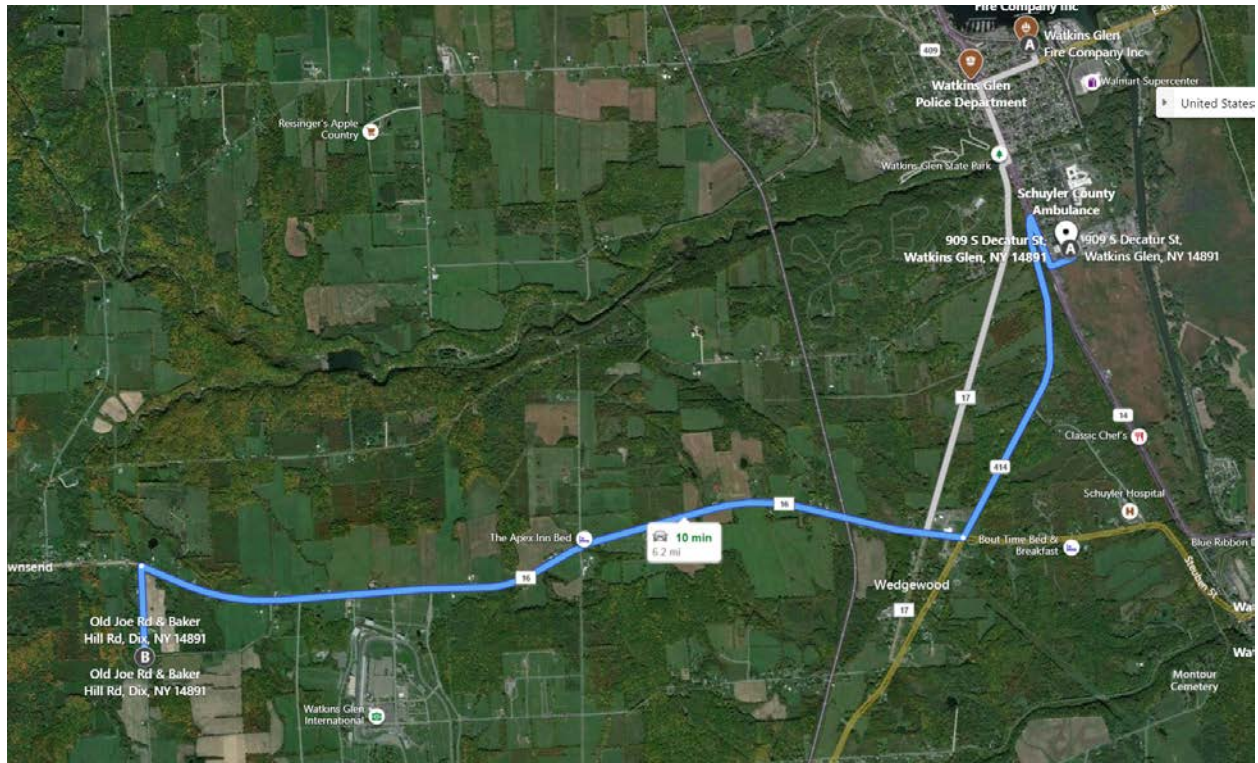 Fire Company Inc
E
409
A
Watkins Glen
Fire Company Inc
Watkins Glen
Police Department
Walmart Supercenter
United States
Reisinger's Apple
Country
Watkins Glen State Park
Schuyler County
Ambulance
909 S Decatur St,
Watkins Glen, NY 14891
A
909 S Decatur St,
Watkins Glen, NY 14891
17
14
Classic Chef's
414
Schuyler Hospital
H
16
The Apex Inn Bed
10 min
6.2 mi
Bout Time Bed &
Breakfast
Blue Ribbon
Steuben St
ownsend
16
Wedgewood
17
Old Joe Rd & Baker
Hill Rd, Dix, NY 14891
B
Old Joe Rd & Baker
Hill Rd, Dix, NY 14891
Watkins Glen
International
Montour
Cemetery
Wa
Wa